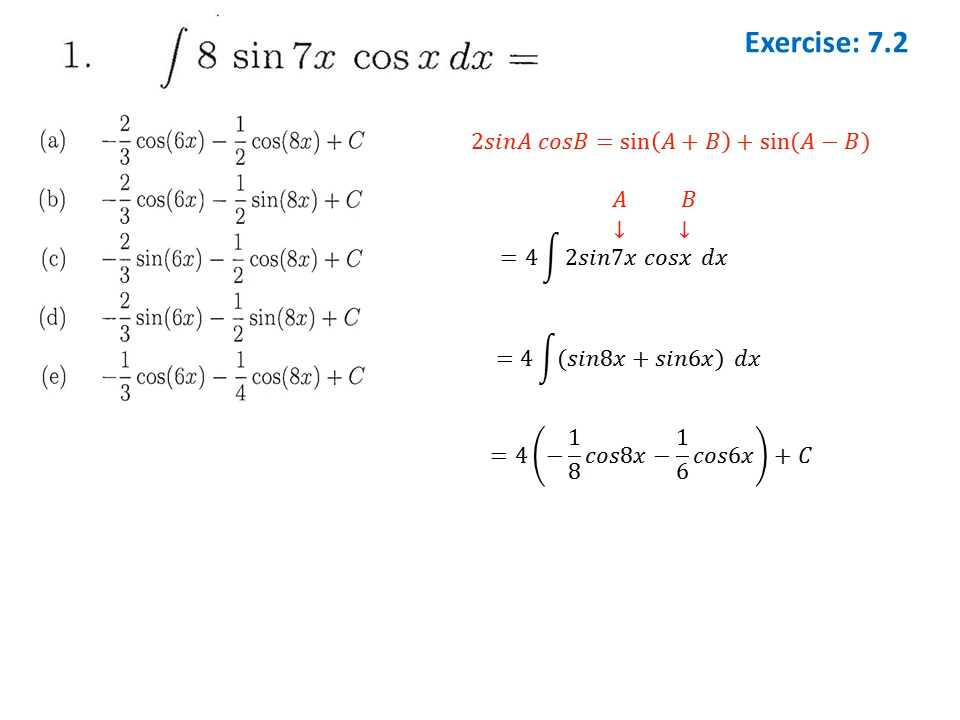 Exercise: 7.2
1. ∫ 8 sin 7x cos x dx =
(a) −2/3 cos(6x) − 1/2 cos(8x) + C
(b) −2/3 cos(6x) − 1/2 sin(8x) + C
(c) −2/3 sin(6x) − 1/2 cos(8x) + C
(d) −2/3 sin(6x) − 1/2 sin(8x) + C
(e) −1/3 cos(6x) − 1/4 cos(8x) + C
2sinA cosB = sin(A + B) + sin(A − B)
A B
↓ ↓
= 4 ∫ 2sin7x cosx dx
= 4 ∫ (sin8x + sin6x) dx
= 4 (−1/8 cos8x − 1/6 cos6x) + C